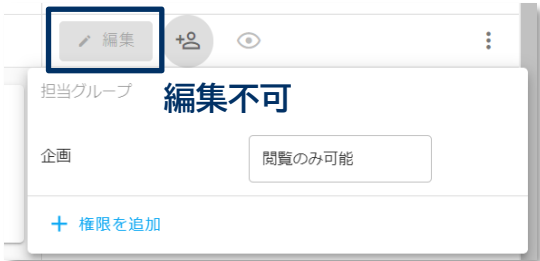 編集
担当グループ
編集不可
企画
閲覧のみ可能
権限を追加